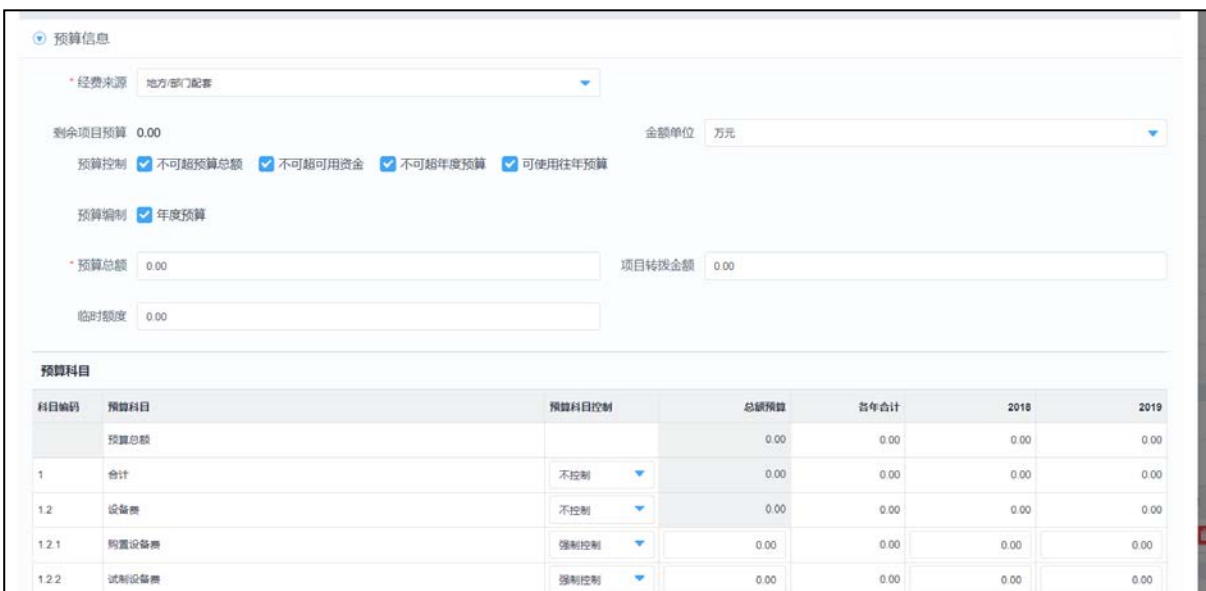 预算信息
* 经费来源 地方/部门配套
剩余项目预算 0.00 金额单位 万元
预算控制 不可超预算总额 不可超可用资金 不可超年度预算 可使用往年预算
预算编制 年度预算
* 预算总额 0.00 项目转拨金额 0.00
临时额度 0.00
预算科目
科目编码 预算科目 预算科目控制 总额预算 各年合计 2018 2019
预算总额 0.00 0.00 0.00 0.00
1 合计 不控制 0.00 0.00 0.00 0.00
1.2 设备费 不控制 0.00 0.00 0.00 0.00
1.2.1 购置设备费 强制控制 0.00 0.00 0.00 0.00
1.2.2 试制设备费 强制控制 0.00 0.00 0.00 0.00